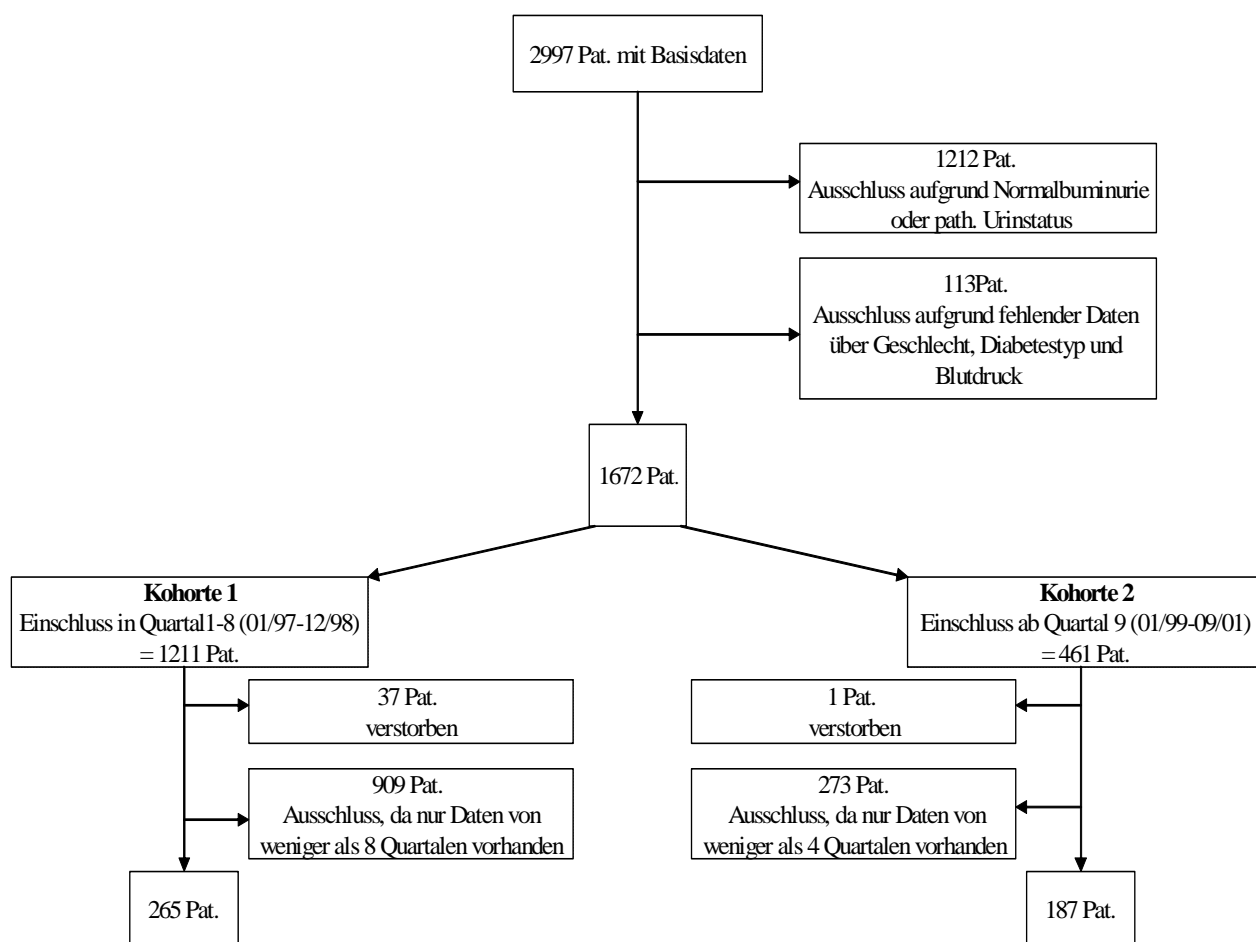 2997 Pat. mit Basisdaten
1212 Pat.
Ausschluss aufgrund Normalbuminurie
oder path. Urinstatus
113Pat.
Ausschluss aufgrund fehlender Daten
über Geschlecht, Diabetestyp und
Blutdruck
1672 Pat.
Kohorte 1
Einschluss in Quartal1-8 (01/97-12/98)
= 1211 Pat.
Kohorte 2
Einschluss ab Quartal 9 (01/99-09/01)
= 461 Pat.
37 Pat.
verstorben
1 Pat.
verstorben
909 Pat.
Ausschluss, da nur Daten von
weniger als 8 Quartalen vorhanden
273 Pat.
Ausschluss, da nur Daten von
weniger als 4 Quartalen vorhanden
265 Pat.
187 Pat.